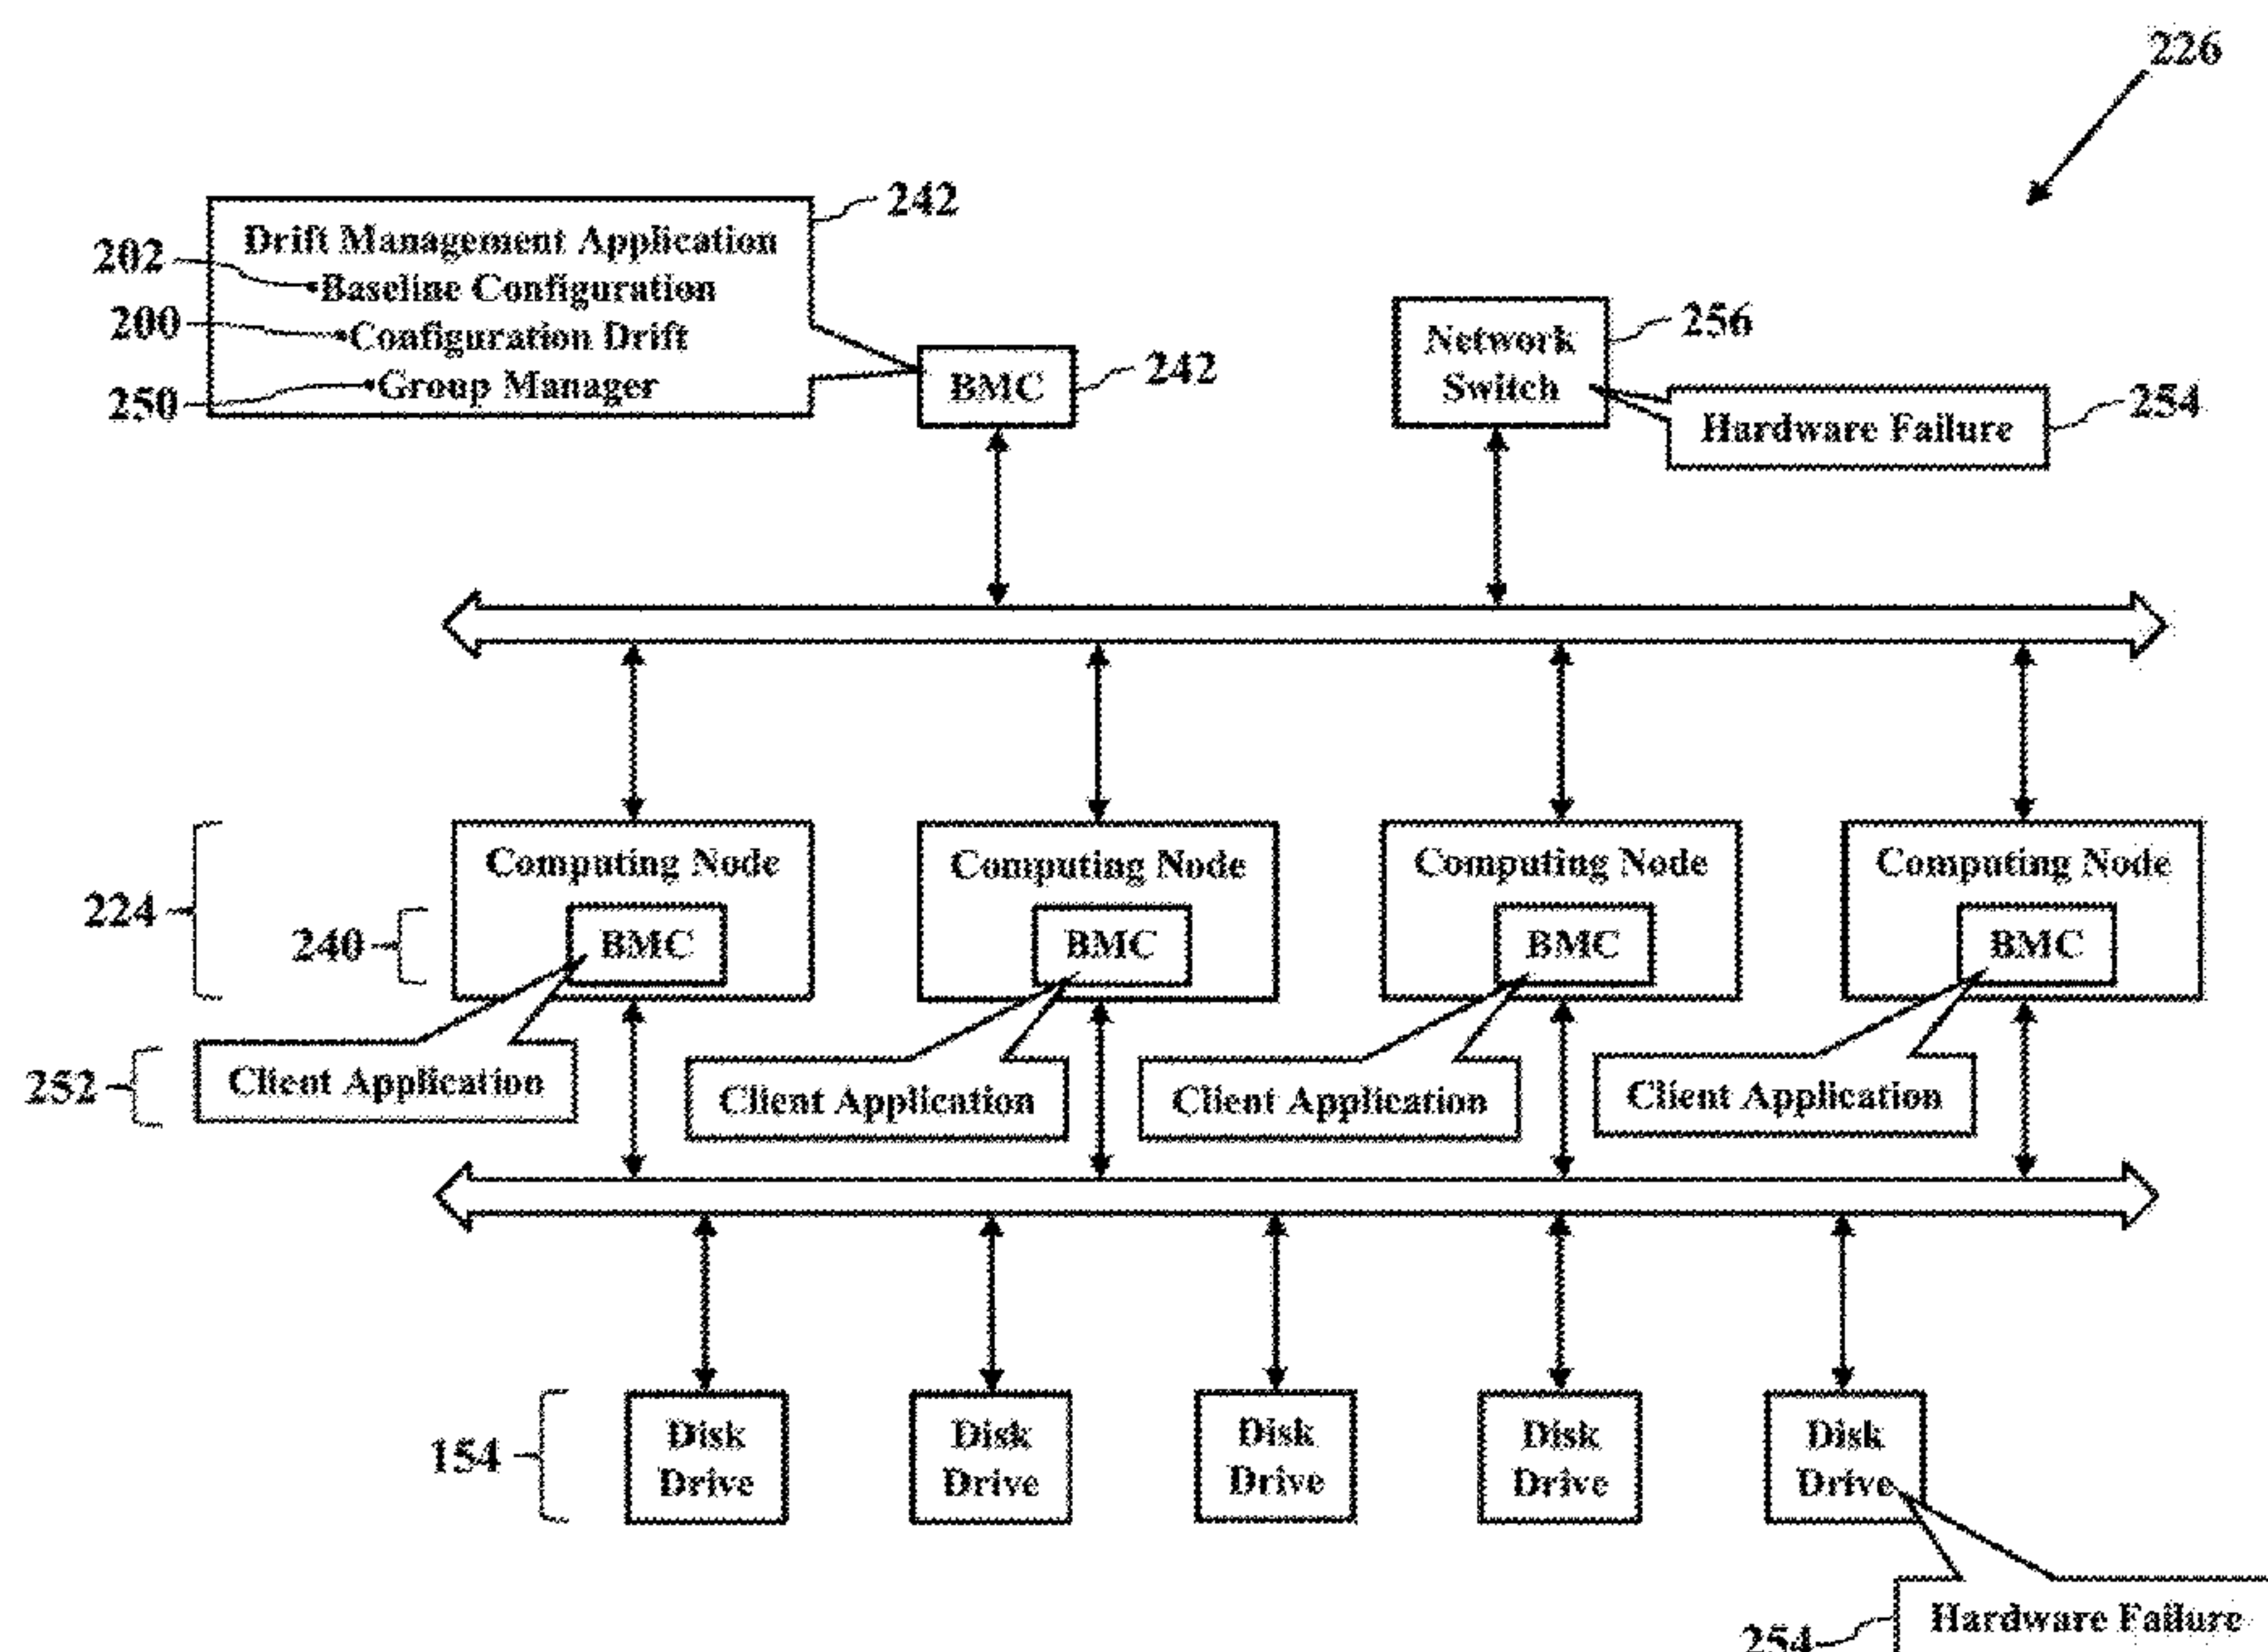 226
242
Drift Management Application
202
•Baseline Configuration
200
•Configuration Drift
250
•Group Manager
BMC
242
Network
Switch
256
Hardware Failure
254
224
Computing Node
Computing Node
Computing Node
Computing Node
240
BMC
BMC
BMC
BMC
252
Client Application
Client Application
Client Application
Client Application
154
Disk
Drive
Disk
Drive
Disk
Drive
Disk
Drive
Disk
Drive
254
Hardware Failure